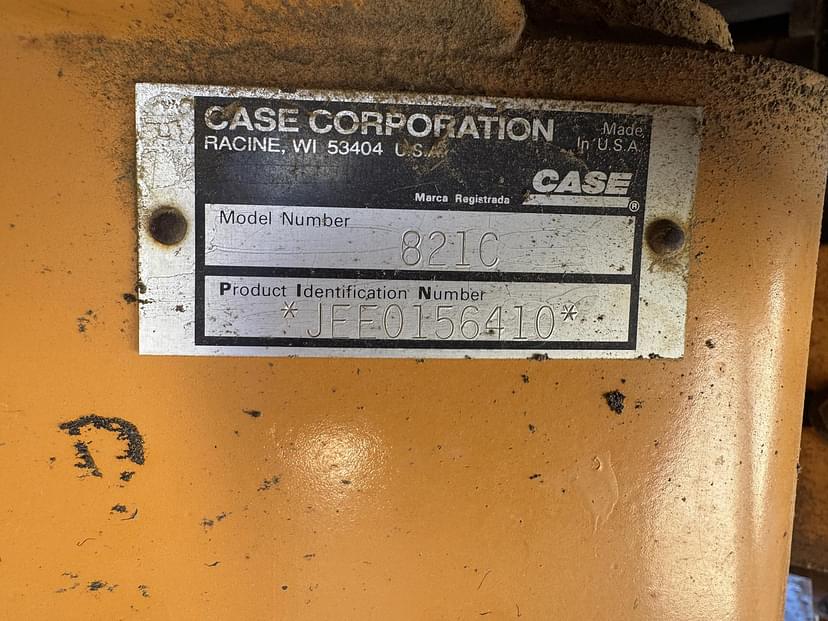 CASE CORPORATION
RACINE, WI 53404 U.S.A.
Made
In U.S.A.
CASE
Marca Registrada
®
Model Number
821C
Product Identification Number
*JEE0156410*